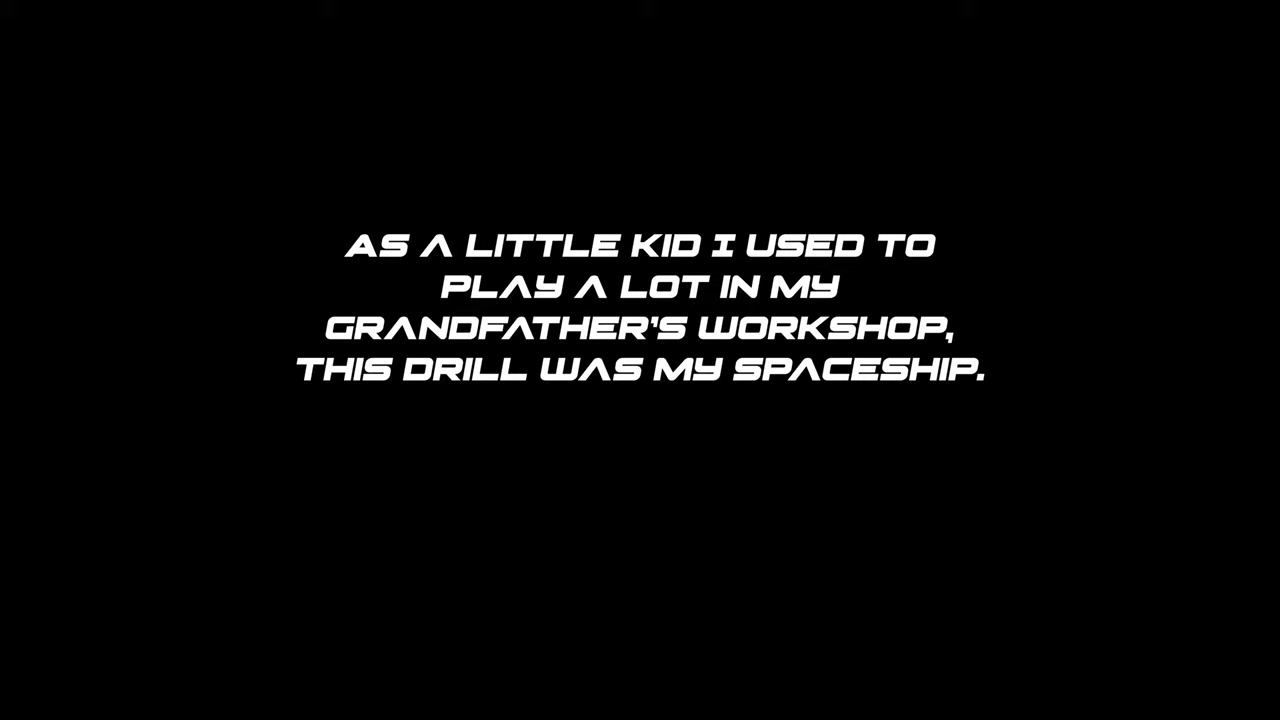 AS A LITTLE KID I USED TO
PLAY A LOT IN MY
GRANDFATHER'S WORKSHOP,
THIS DRILL WAS MY SPACESHIP.